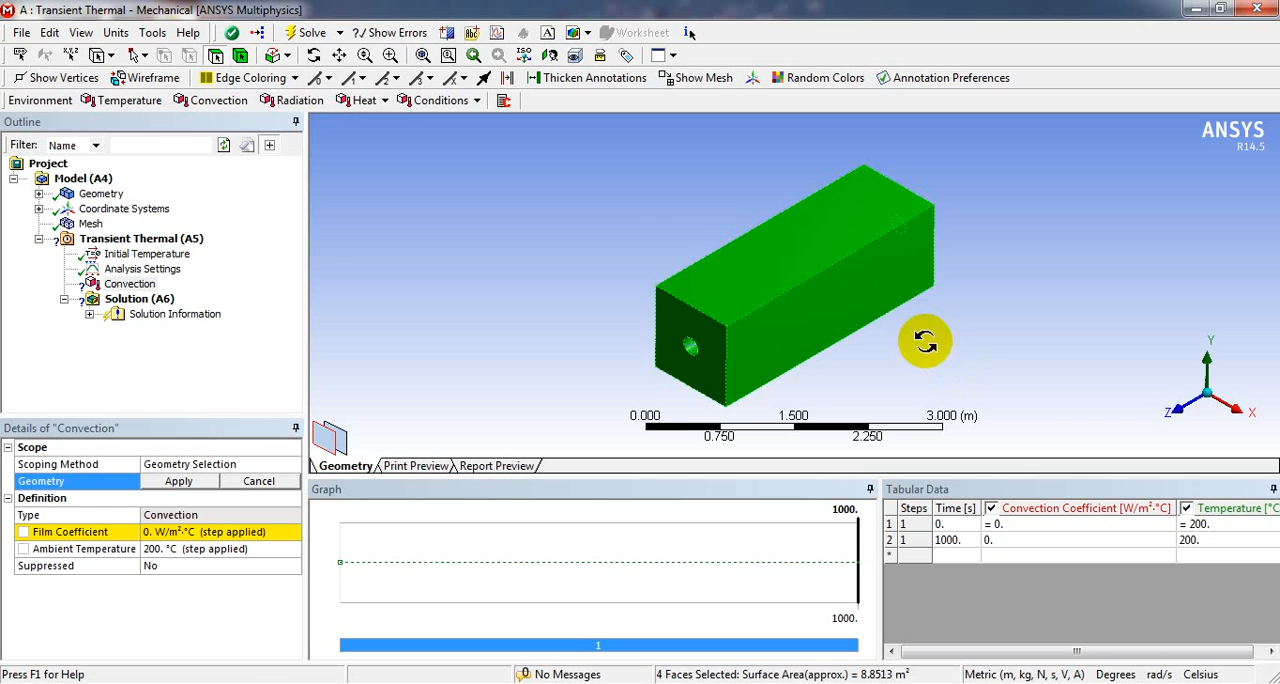 A : Transient Thermal - Mechanical [ANSYS Multiphysics]
File Edit View Units Tools Help Solve ?/ Show Errors A Worksheet i
Show Vertices Wireframe Edge Coloring Thicken Annotations Show Mesh Random Colors Annotation Preferences
Environment Temperature Convection Radiation Heat Conditions
Outline
Filter: Name
Project
Model (A4)
Geometry
Coordinate Systems
Mesh
Transient Thermal (A5)
Initial Temperature
Analysis Settings
Convection
Solution (A6)
Solution Information
ANSYS
R14.5
Y
Z
X
0.000 1.500 3.000 (m)
0.750 2.250
Geometry Print Preview Report Preview
Details of "Convection"
Scope
Scoping Method Geometry Selection
Geometry Apply Cancel
Definition
Type Convection
Film Coefficient 0. W/m²·°C (step applied)
Ambient Temperature 200. °C (step applied)
Suppressed No
Graph
1000.
1000.
1
Tabular Data
Steps Time [s] Convection Coefficient [W/m²·°C] Temperature [°C
1 1 0. = 0. = 200.
2 1 1000. 0. 200.
*
Press F1 for Help No Messages 4 Faces Selected: Surface Area(approx.) = 8.8513 m² Metric (m, kg, N, s, V, A) Degrees rad/s Celsius